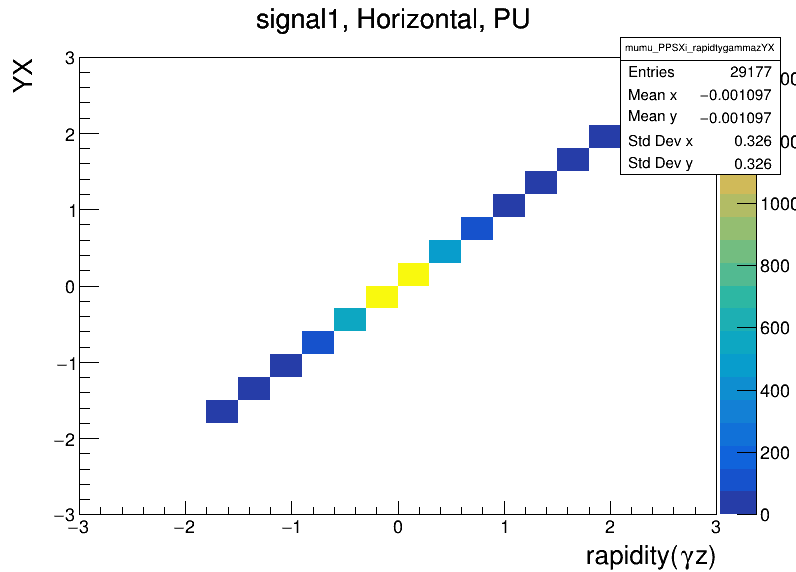 signal1, Horizontal, PU
YX
mumu_PPSXi_rapidtygammazYX
Entries 29177
Mean x −0.001097
Mean y −0.001097
Std Dev x 0.326
Std Dev y 0.326
3
2
1
0
−1
−2
−3
−3 −2 −1 0 1 2 3
rapidity(γz)
1000
800
600
400
200
0